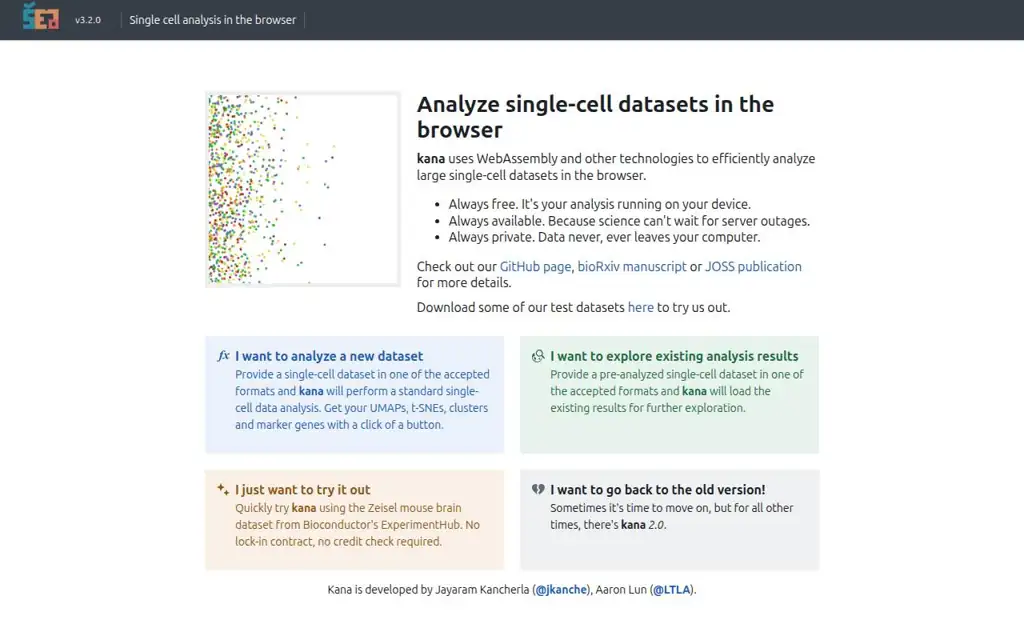 v3.2.0
Single cell analysis in the browser
Analyze single-cell datasets in the
browser
kana uses WebAssembly and other technologies to efficiently analyze
large single-cell datasets in the browser.
Always free. It's your analysis running on your device.
Always available. Because science can't wait for server outages.
Always private. Data never, ever leaves your computer.
Check out our GitHub page, bioRxiv manuscript or JOSS publication
for more details.
Download some of our test datasets here to try us out.
I want to analyze a new dataset
Provide a single-cell dataset in one of the accepted
formats and kana will perform a standard single-
cell data analysis. Get your UMAPs, t-SNEs, clusters
and marker genes with a click of a button.
I want to explore existing analysis results
Provide a pre-analyzed single-cell dataset in one of
the accepted formats and kana will load the
existing results for further exploration.
I just want to try it out
Quickly try kana using the Zeisel mouse brain
dataset from Bioconductor's ExperimentHub. No
lock-in contract, no credit check required.
I want to go back to the old version!
Sometimes it's time to move on, but for all other
times, there's kana 2.0.
Kana is developed by Jayaram Kancherla (@jkanche), Aaron Lun (@LTLA).